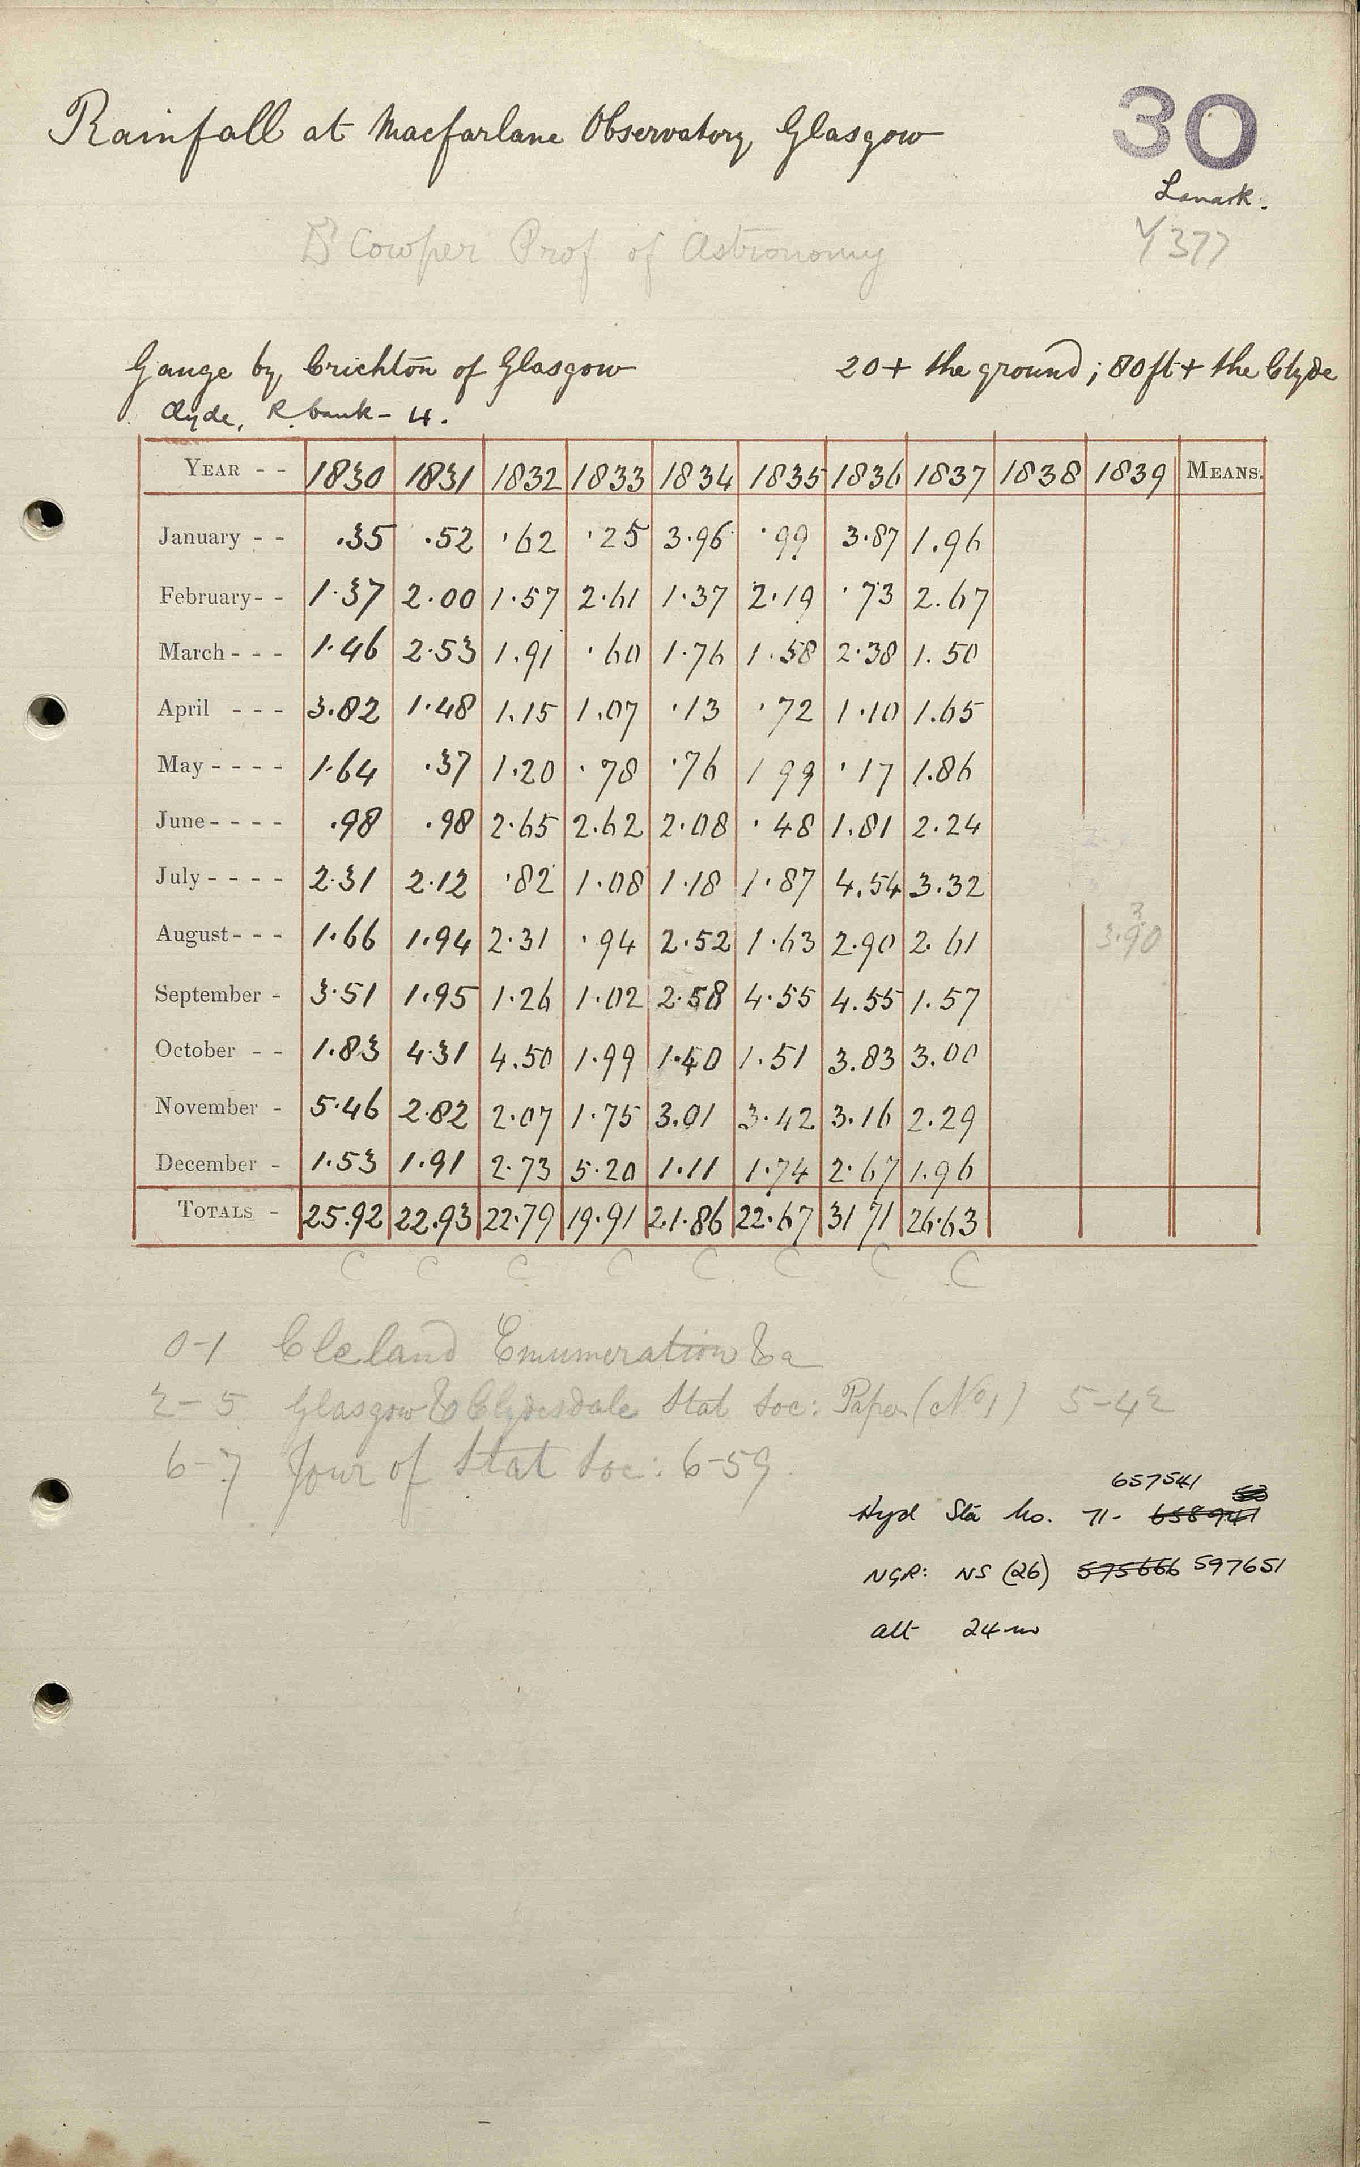 30
Rainfall at Macfarlane Observatory, Glasgow
Lanark.
Dr Cowper Prof of Astronomy
Y377
Gauge by Crichton of Glasgow 20+ the ground; 80ft + the Clyde
Clyde, R. bank - 4.
YEAR - - 1830 1831 1832 1833 1834 1835 1836 1837 1838 1839 MEANS.
January - - .35 .52 .62 .25 3.96 .99 3.87 1.96
February - - 1.37 2.00 1.57 2.61 1.37 2.19 .73 2.67
March - - - 1.46 2.53 1.91 .60 1.76 1.58 2.38 1.50
April - - - 3.82 1.48 1.15 1.07 .13 .72 1.10 1.65
May - - - - 1.64 .37 1.20 .78 .76 1 99 .17 1.86
June - - - - .98 .98 2.65 2.62 2.08 .48 1.81 2.24
July - - - - 2.31 2.12 .82 1.08 1.18 1.87 4.54 3.32
August - - - 1.66 1.94 2.31 .94 2.52 1.63 2.90 2.61 3 3.90
September - 3.51 1.95 1.26 1.02 2.58 4.55 4.55 1.57
October - - 1.83 4.31 4.50 1.99 1.40 1.51 3.83 3.00
November - 5.46 2.82 2.07 1.75 3.01 3.42 3.16 2.29
December - 1.53 1.91 2.73 5.20 1.11 1.74 2.67 1.96
TOTALS - 25.92 22.93 22.79 19.91 21.86 22.67 31 71 26.63
C C C C C C C C
0-1 Cleland Enumeration &a
2-5 Glasgow & Clydesdale Stat Soc: Paper (No 1) 5-42
6-7 Jour of Stat Soc: 6-59.
657541
Hyd Sta No. 71- 658941
NGR: NS (26) 595666 597651
alt 24m